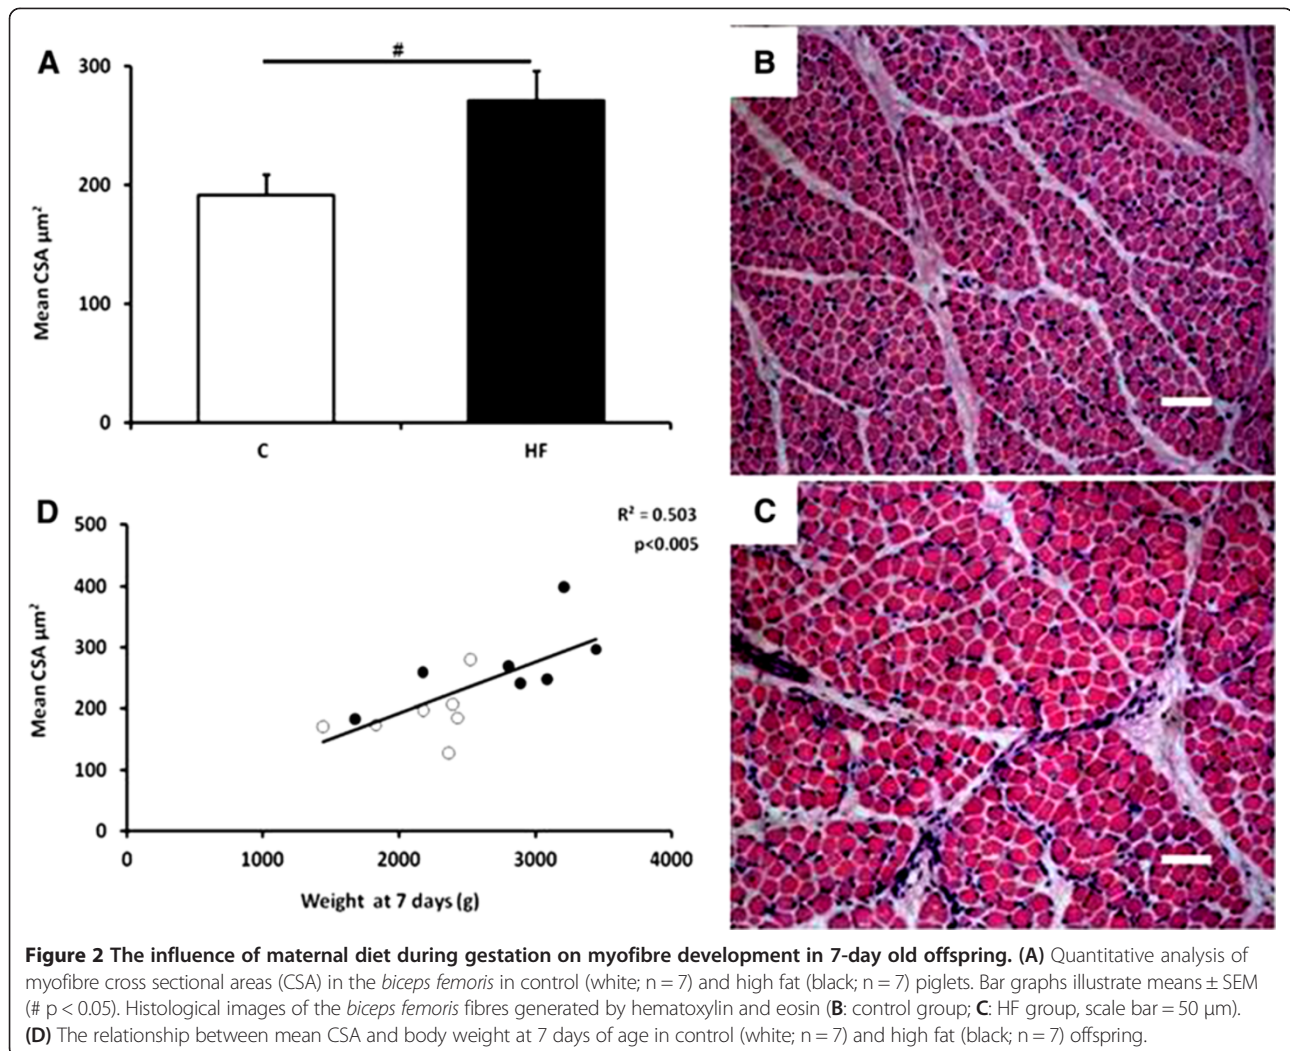 A
#
300
200
100
0
Mean CSA µm²
C
HF
B
D
R² = 0.503
p<0.005
500
400
300
200
100
0
Mean CSA µm²
0
1000
2000
3000
4000
Weight at 7 days (g)
C
Figure 2 The influence of maternal diet during gestation on myofibre development in 7-day old offspring. (A) Quantitative analysis of
myofibre cross sectional areas (CSA) in the biceps femoris in control (white; n = 7) and high fat (black; n = 7) piglets. Bar graphs illustrate means ± SEM
(# p < 0.05). Histological images of the biceps femoris fibres generated by hematoxylin and eosin (B: control group; C: HF group, scale bar = 50 µm).
(D) The relationship between mean CSA and body weight at 7 days of age in control (white; n = 7) and high fat (black; n = 7) offspring.